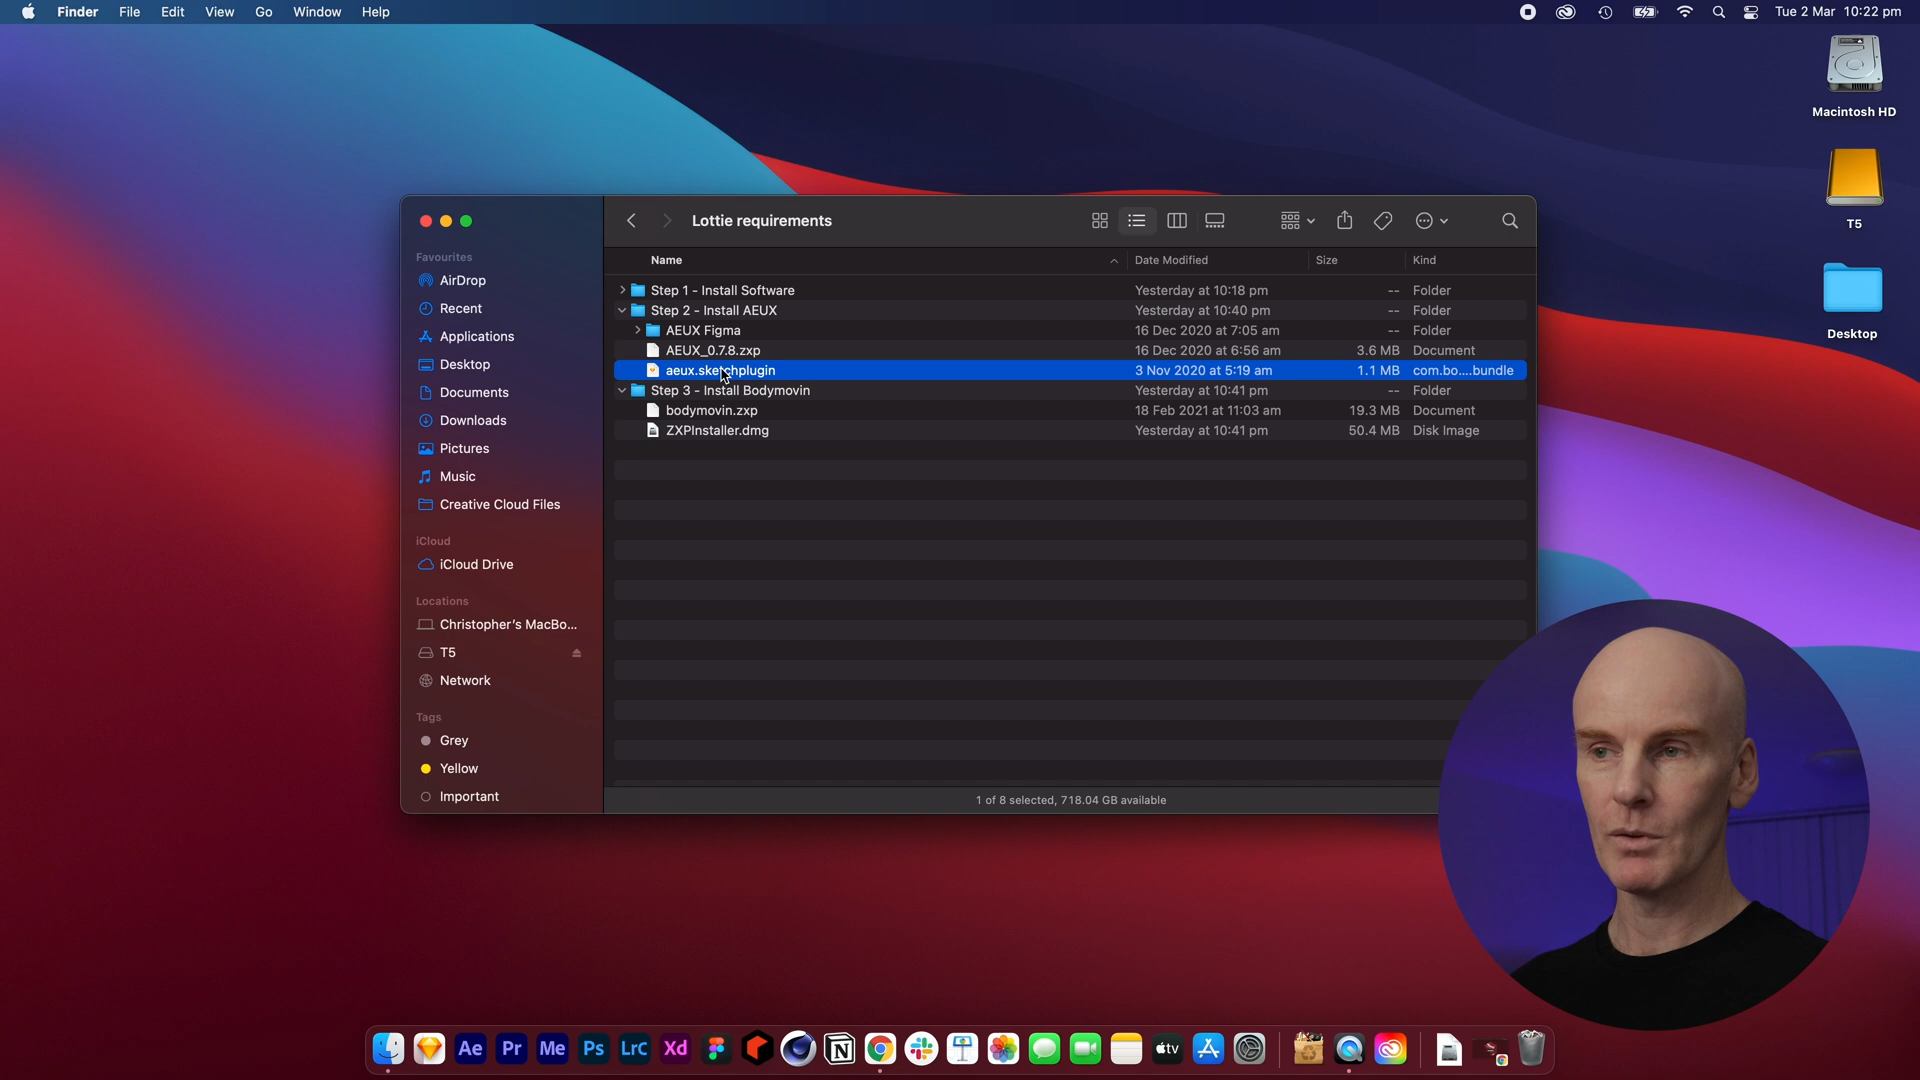 Finder File Edit View Go Window Help
Tue 2 Mar 10:22 pm
Macintosh HD
T5
Desktop
Lottie requirements
Favourites
AirDrop
Recent
Applications
Desktop
Documents
Downloads
Pictures
Music
Creative Cloud Files
iCloud
iCloud Drive
Locations
Christopher's MacBo...
T5
Network
Tags
Grey
Yellow
Important
Name Date Modified Size Kind
Step 1 - Install Software Yesterday at 10:18 pm -- Folder
Step 2 - Install AEUX Yesterday at 10:40 pm -- Folder
AEUX Figma 16 Dec 2020 at 7:05 am -- Folder
AEUX_0.7.8.zxp 16 Dec 2020 at 6:56 am 3.6 MB Document
aeux.sketchplugin 3 Nov 2020 at 5:19 am 1.1 MB com.bo....bundle
Step 3 - Install Bodymovin Yesterday at 10:41 pm -- Folder
bodymovin.zxp 18 Feb 2021 at 11:03 am 19.3 MB Document
ZXPInstaller.dmg Yesterday at 10:41 pm 50.4 MB Disk Image
1 of 8 selected, 718.04 GB available
Ae Pr Me Ps LrC Xd N tv